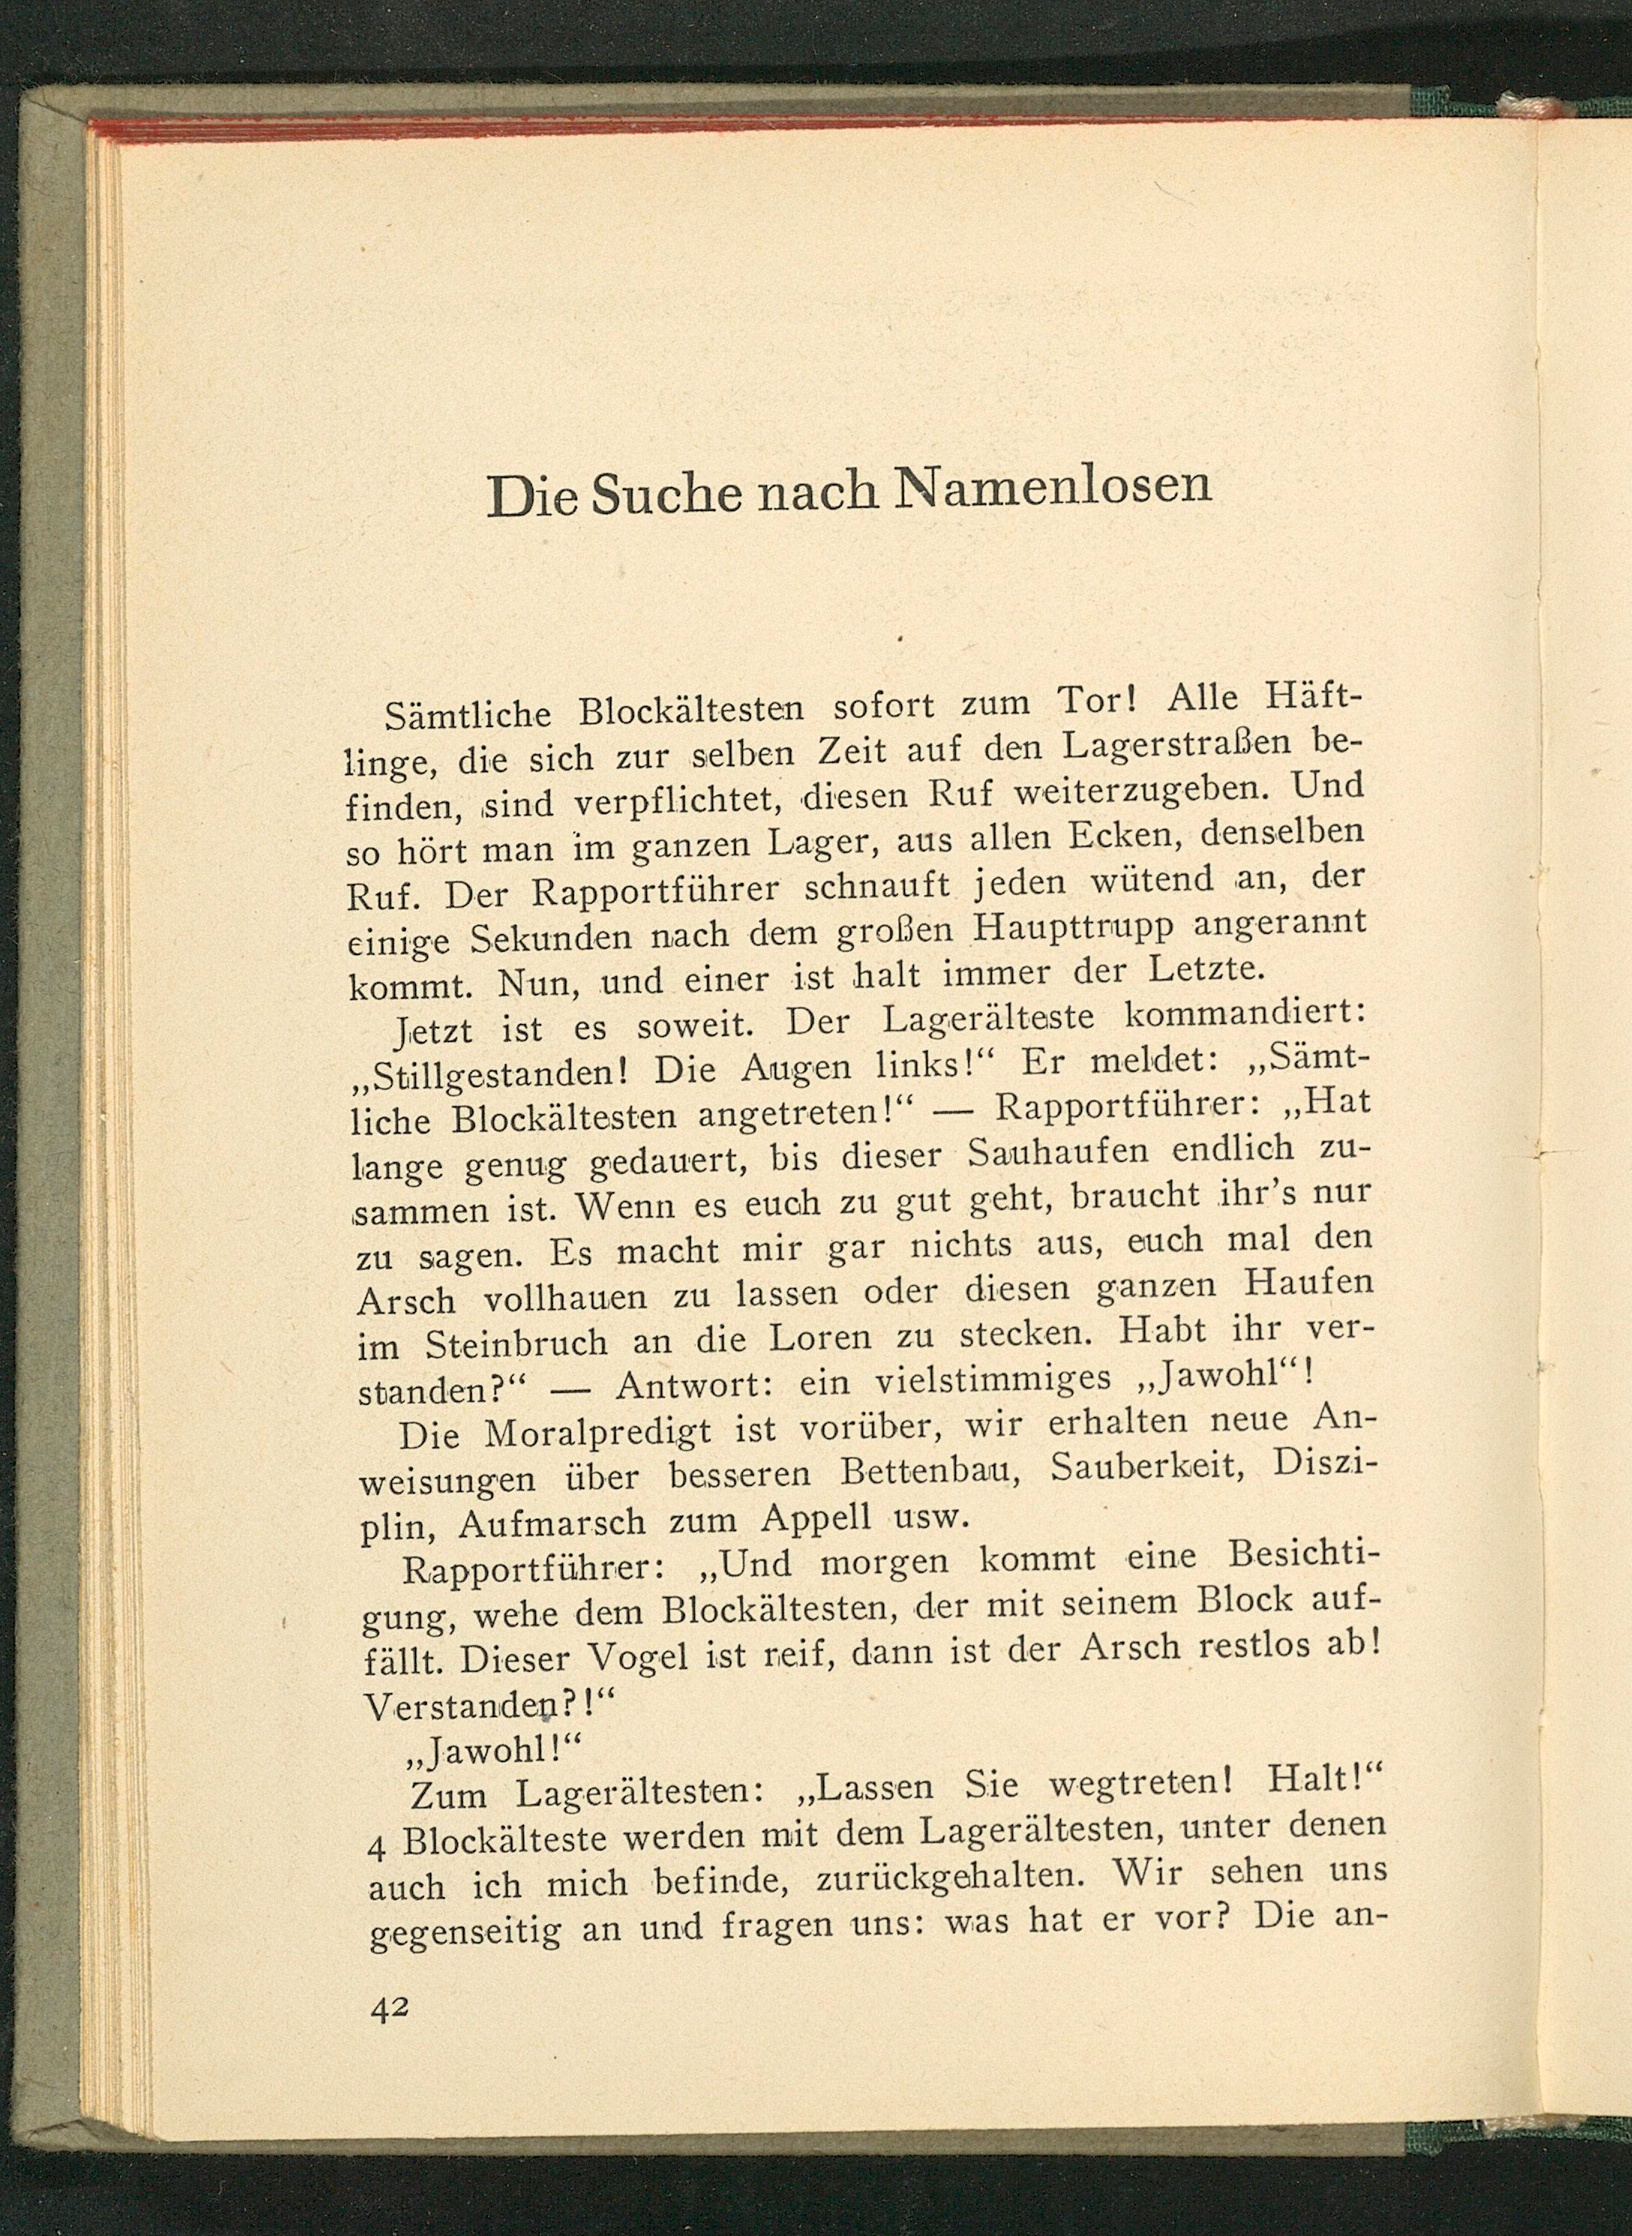 Die Suche nach Namenlosen
Sämtliche Blockältesten sofort zum Tor! Alle Häft-
linge, die sich zur selben Zeit auf den Lagerstraßen be-
finden, sind verpflichtet, diesen Ruf weiterzugeben. Und
so hört man im ganzen Lager, aus allen Ecken, denselben
Ruf. Der Rapportführer schnauft jeden wütend an, der
einige Sekunden nach dem großen Haupttrupp angerannt
kommt. Nun, und einer ist halt immer der Letzte.
Jetzt ist es soweit. Der Lagerälteste kommandiert:
„Stillgestanden! Die Augen links!“ Er meldet: „Sämt-
liche Blockältesten angetreten!“ — Rapportführer: „Hat
lange genug gedauert, bis dieser Sauhaufen endlich zu-
sammen ist. Wenn es euch zu gut geht, braucht ihr’s nur
zu sagen. Es macht mir gar nichts aus, euch mal den
Arsch vollhauen zu lassen oder diesen ganzen Haufen
im Steinbruch an die Loren zu stecken. Habt ihr ver-
standen?“ — Antwort: ein vielstimmiges „Jawohl“!
Die Moralpredigt ist vorüber, wir erhalten neue An-
weisungen über besseren Bettenbau, Sauberkeit, Diszi-
plin, Aufmarsch zum Appell usw.
Rapportführer: „Und morgen kommt eine Besichti-
gung, wehe dem Blockältesten, der mit seinem Block auf-
fällt. Dieser Vogel ist reif, dann ist der Arsch restlos ab!
Verstanden?!“
„Jawohl!“
Zum Lagerältesten: „Lassen Sie wegtreten! Halt!“
4 Blockälteste werden mit dem Lagerältesten, unter denen
auch ich mich befinde, zurückgehalten. Wir sehen uns
gegenseitig an und fragen uns: was hat er vor? Die an-
42